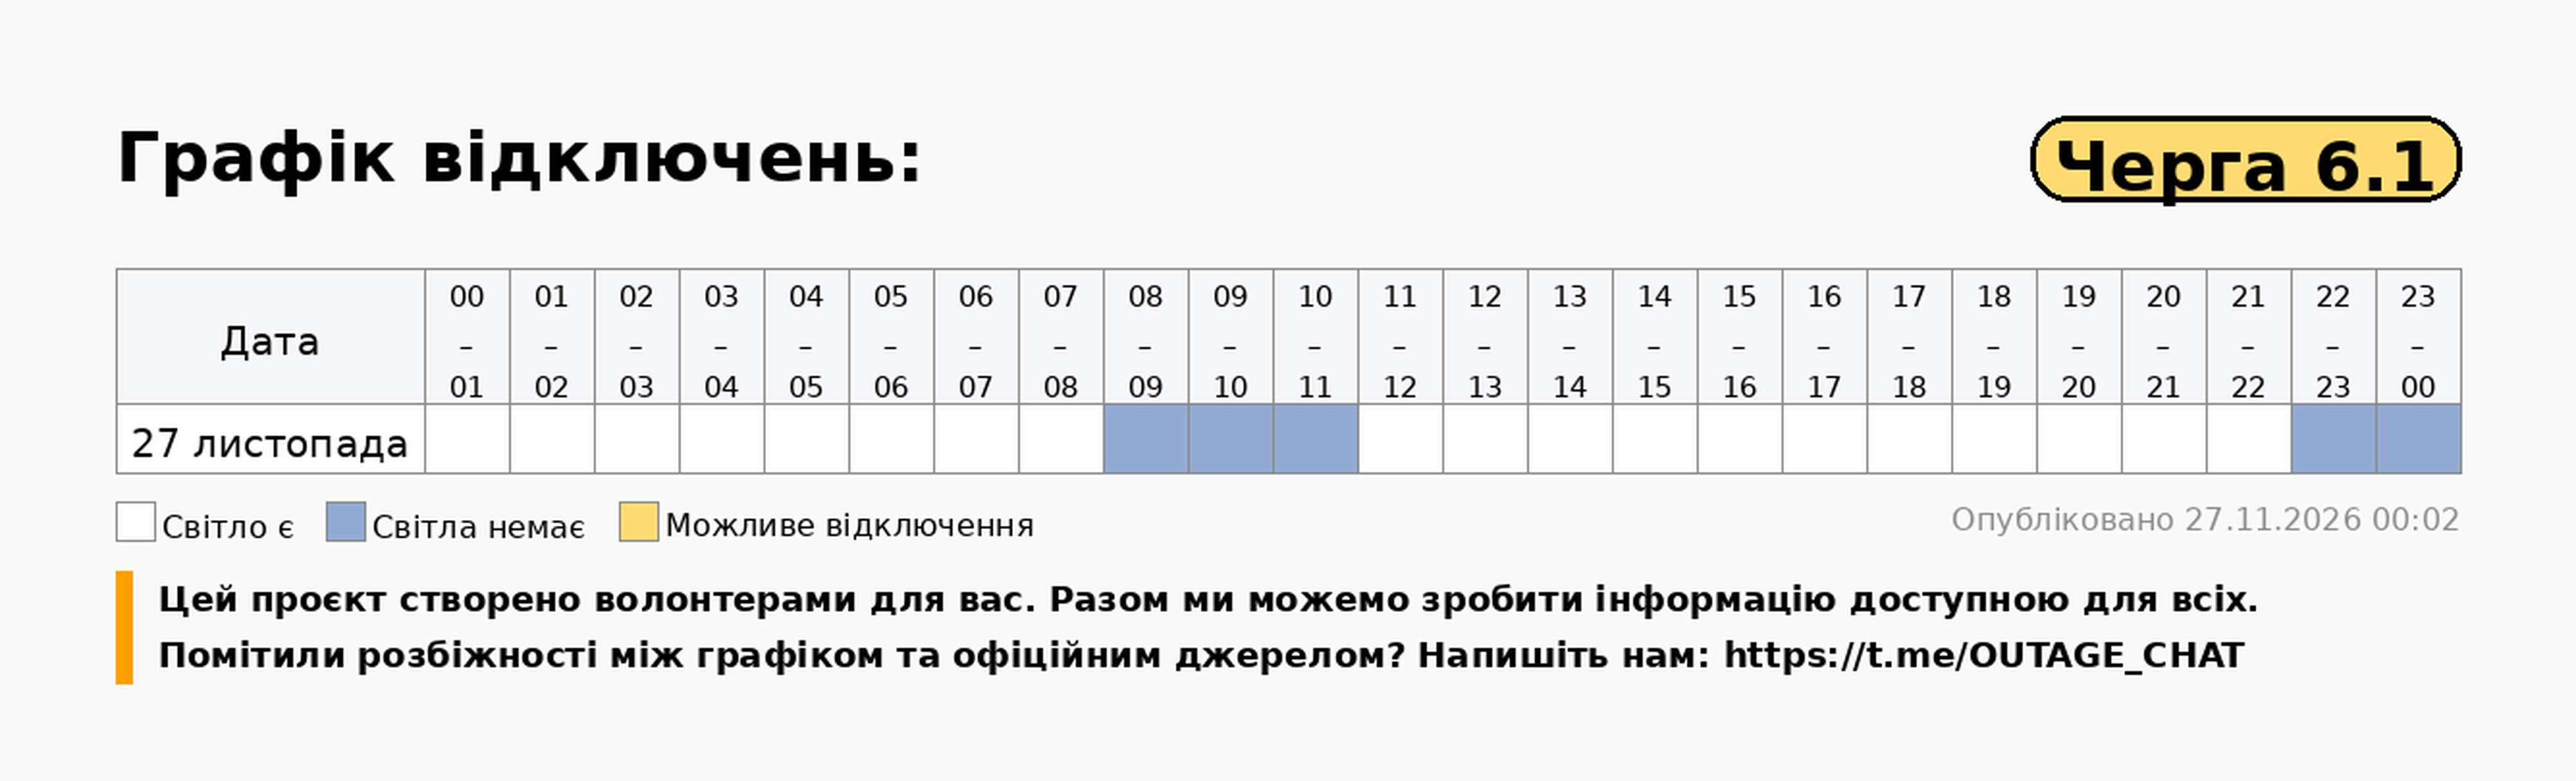 Графік відключень:
Черга 6.1
Дата
00 – 01
01 – 02
02 – 03
03 – 04
04 – 05
05 – 06
06 – 07
07 – 08
08 – 09
09 – 10
10 – 11
11 – 12
12 – 13
13 – 14
14 – 15
15 – 16
16 – 17
17 – 18
18 – 19
19 – 20
20 – 21
21 – 22
22 – 23
23 – 00
27 листопада
Світло є
Світла немає
Можливе відключення
Опубліковано 27.11.2026 00:02
Цей проєкт створено волонтерами для вас. Разом ми можемо зробити інформацію доступною для всіх.
Помітили розбіжності між графіком та офіційним джерелом? Напишіть нам: https://t.me/OUTAGE_CHAT